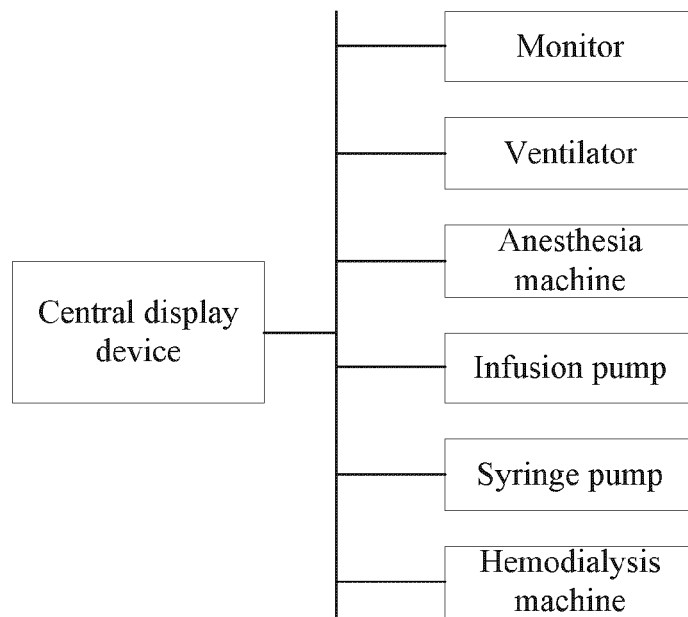 Monitor
Ventilator
Anesthesia
machine
Central display
device
Infusion pump
Syringe pump
Hemodialysis
machine